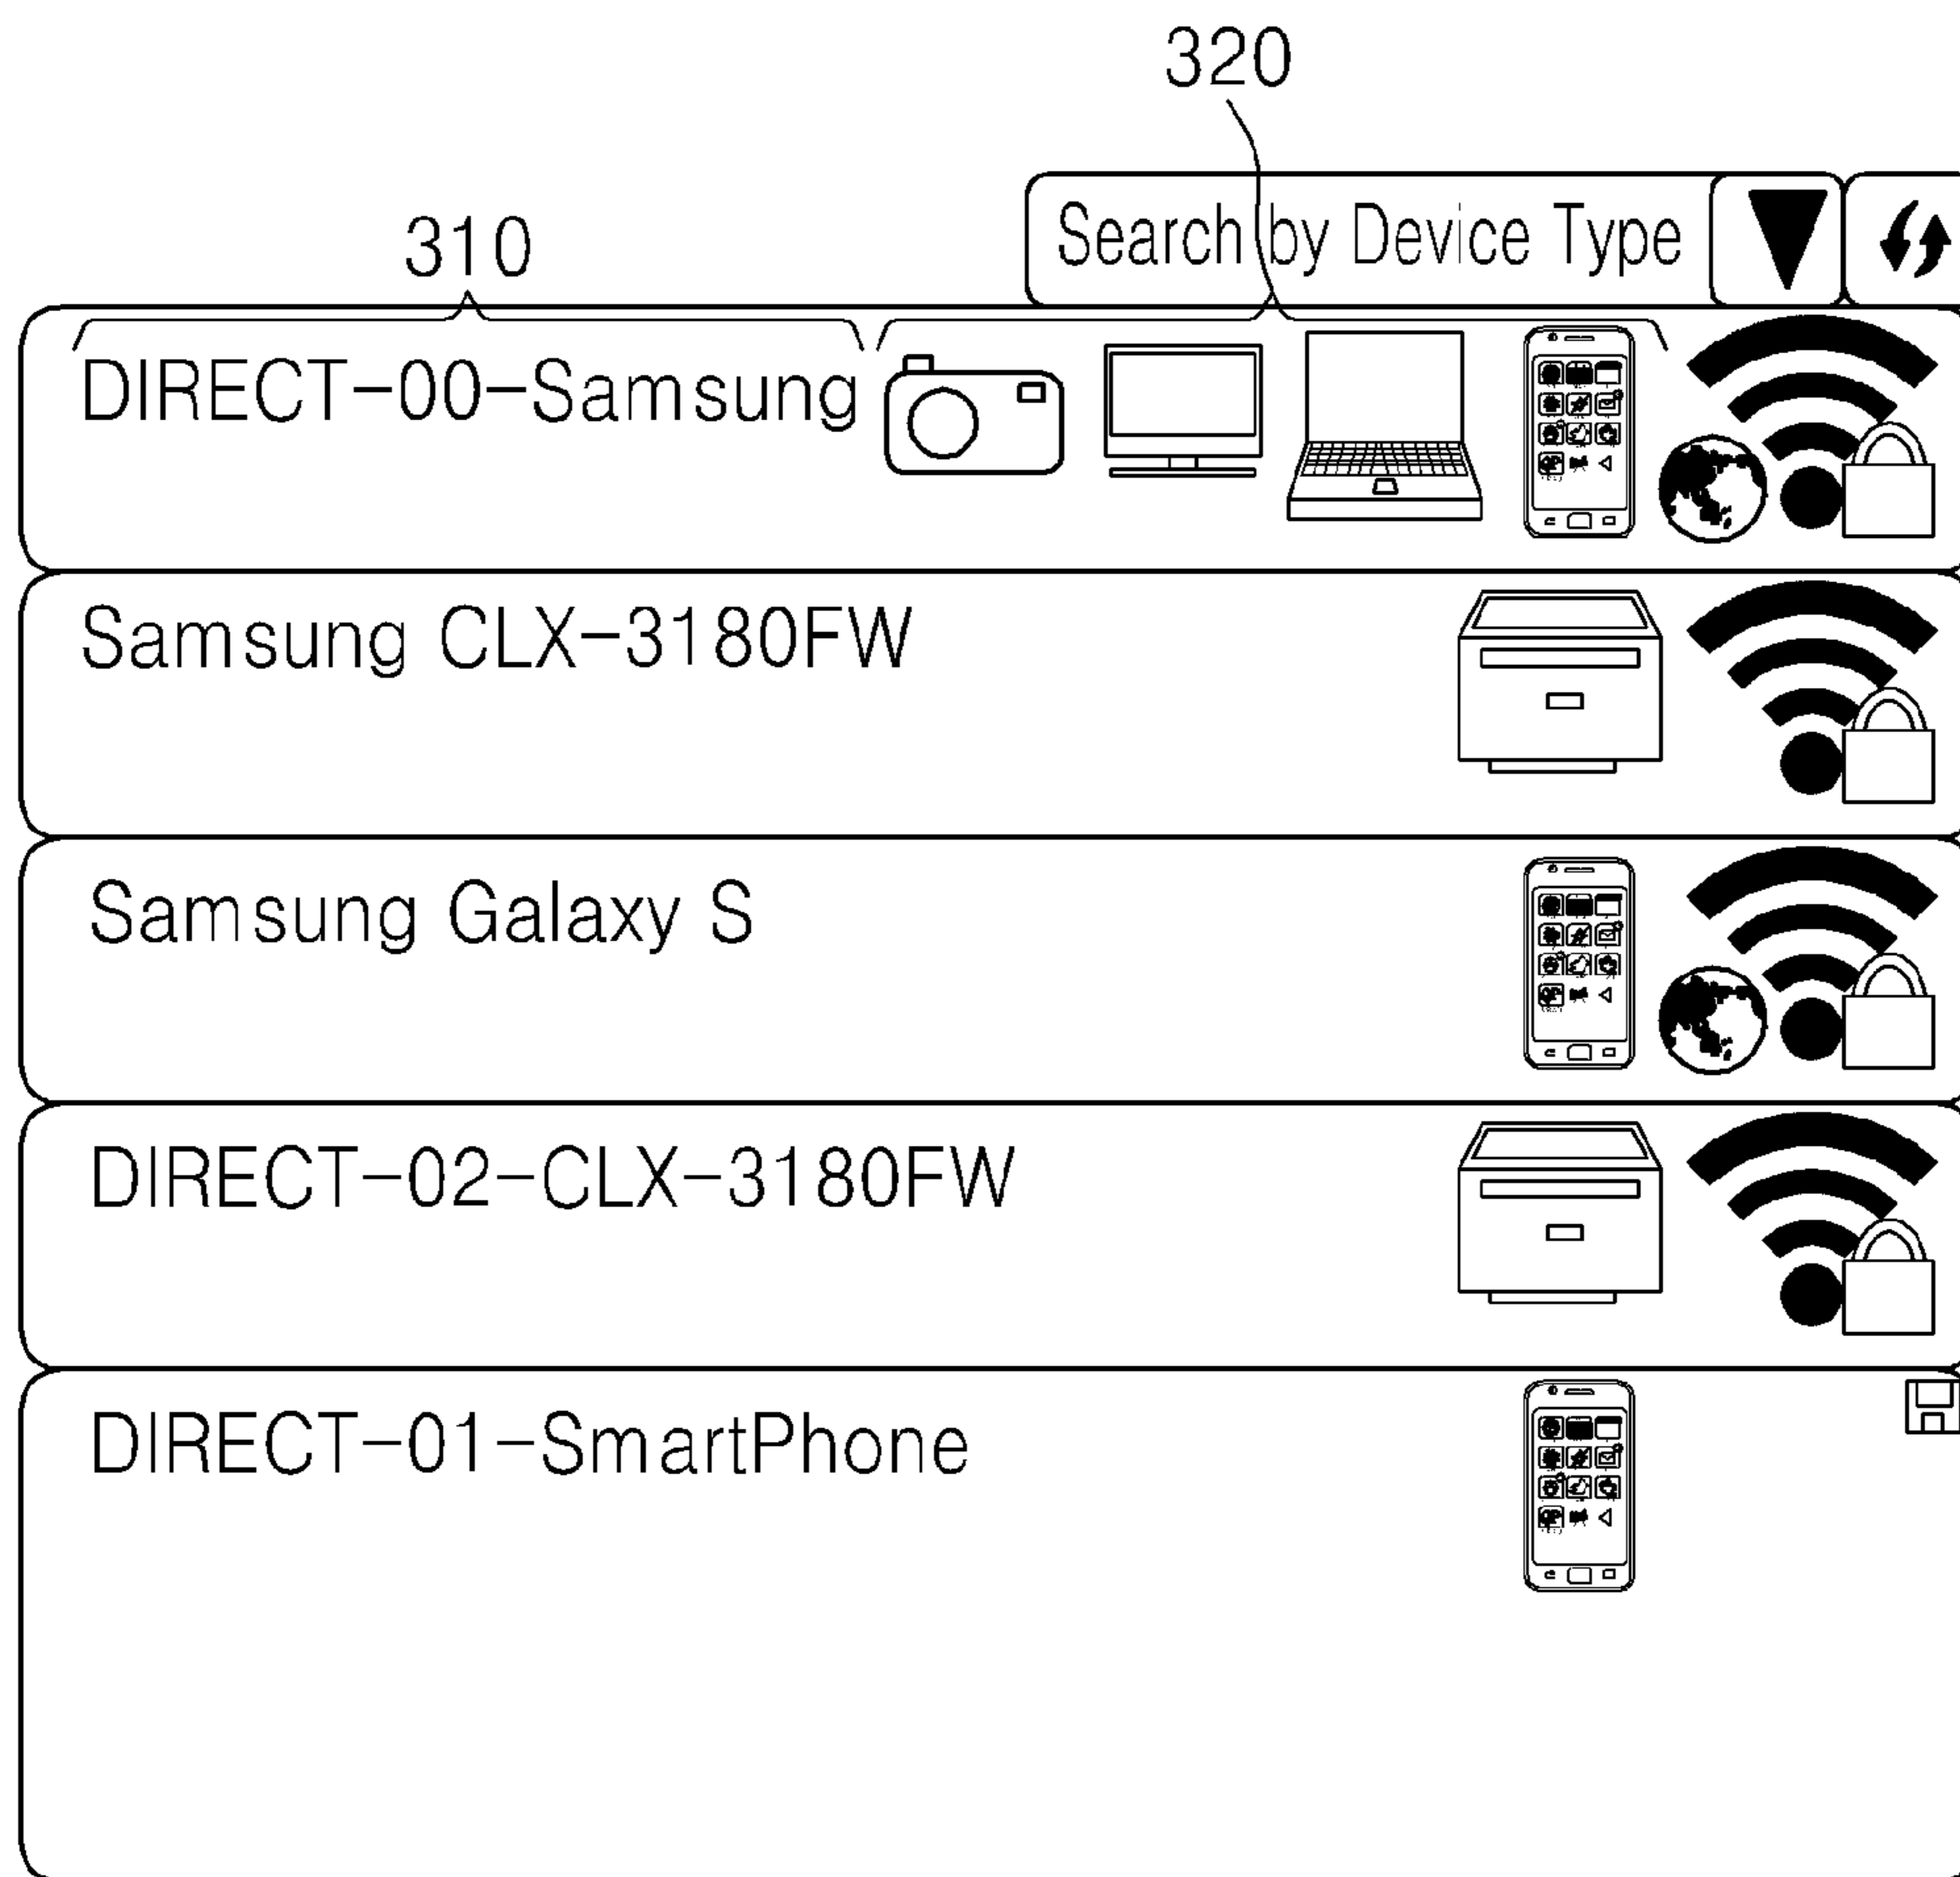 320
Search by Device Type
310
DIRECT-00-Samsung
Samsung CLX-3180FW
Samsung Galaxy S
DIRECT-02-CLX-3180FW
DIRECT-01-SmartPhone